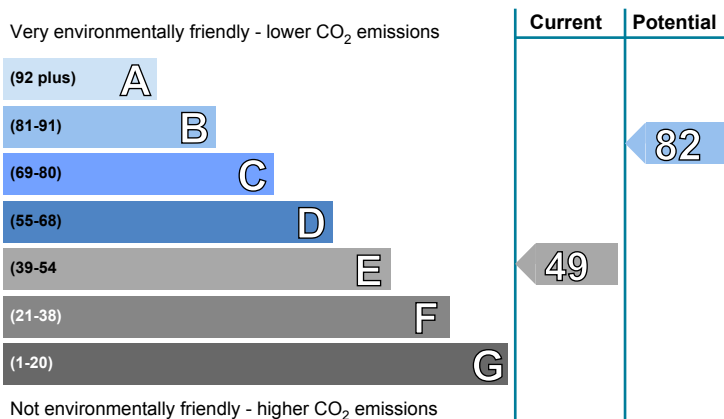 Very environmentally friendly - lower CO2 emissions
Current
Potential
(92 plus) A
(81-91) B
82
(69-80) C
(55-68) D
(39-54 E
49
(21-38) F
(1-20) G
Not environmentally friendly - higher CO2 emissions